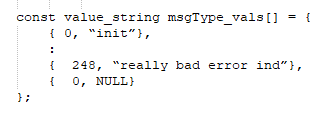 const value_string msgType_vals[] = {
{ 0, “init”},
:
{ 248, “really bad error ind”},
{ 0, NULL}
};